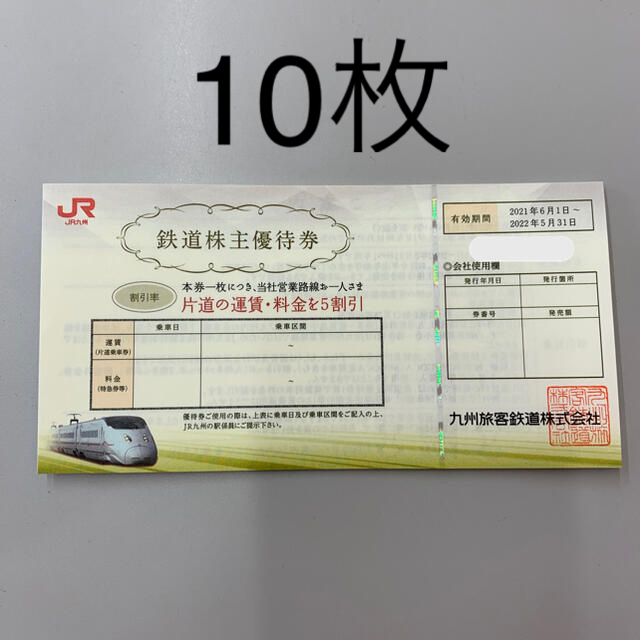 10枚
JR
JR九州
鉄道株主優待券
割引率
本券一枚につき、当社営業路線お一人さま
片道の運賃・料金を5割引
乗車日
乗車区間
運賃
(片道乗車券)
~
料金
(特急券等)
~
優待券ご使用の際は、上表に乗車日及び乗車区間をご記入の上、
JR九州の駅係員にご提示下さい。
有効期間
2021年6月1日~
2022年5月31日
◎会社使用欄
発行年月日
発行箇所
券番号
発売額
九州旅客鉄道株式会社